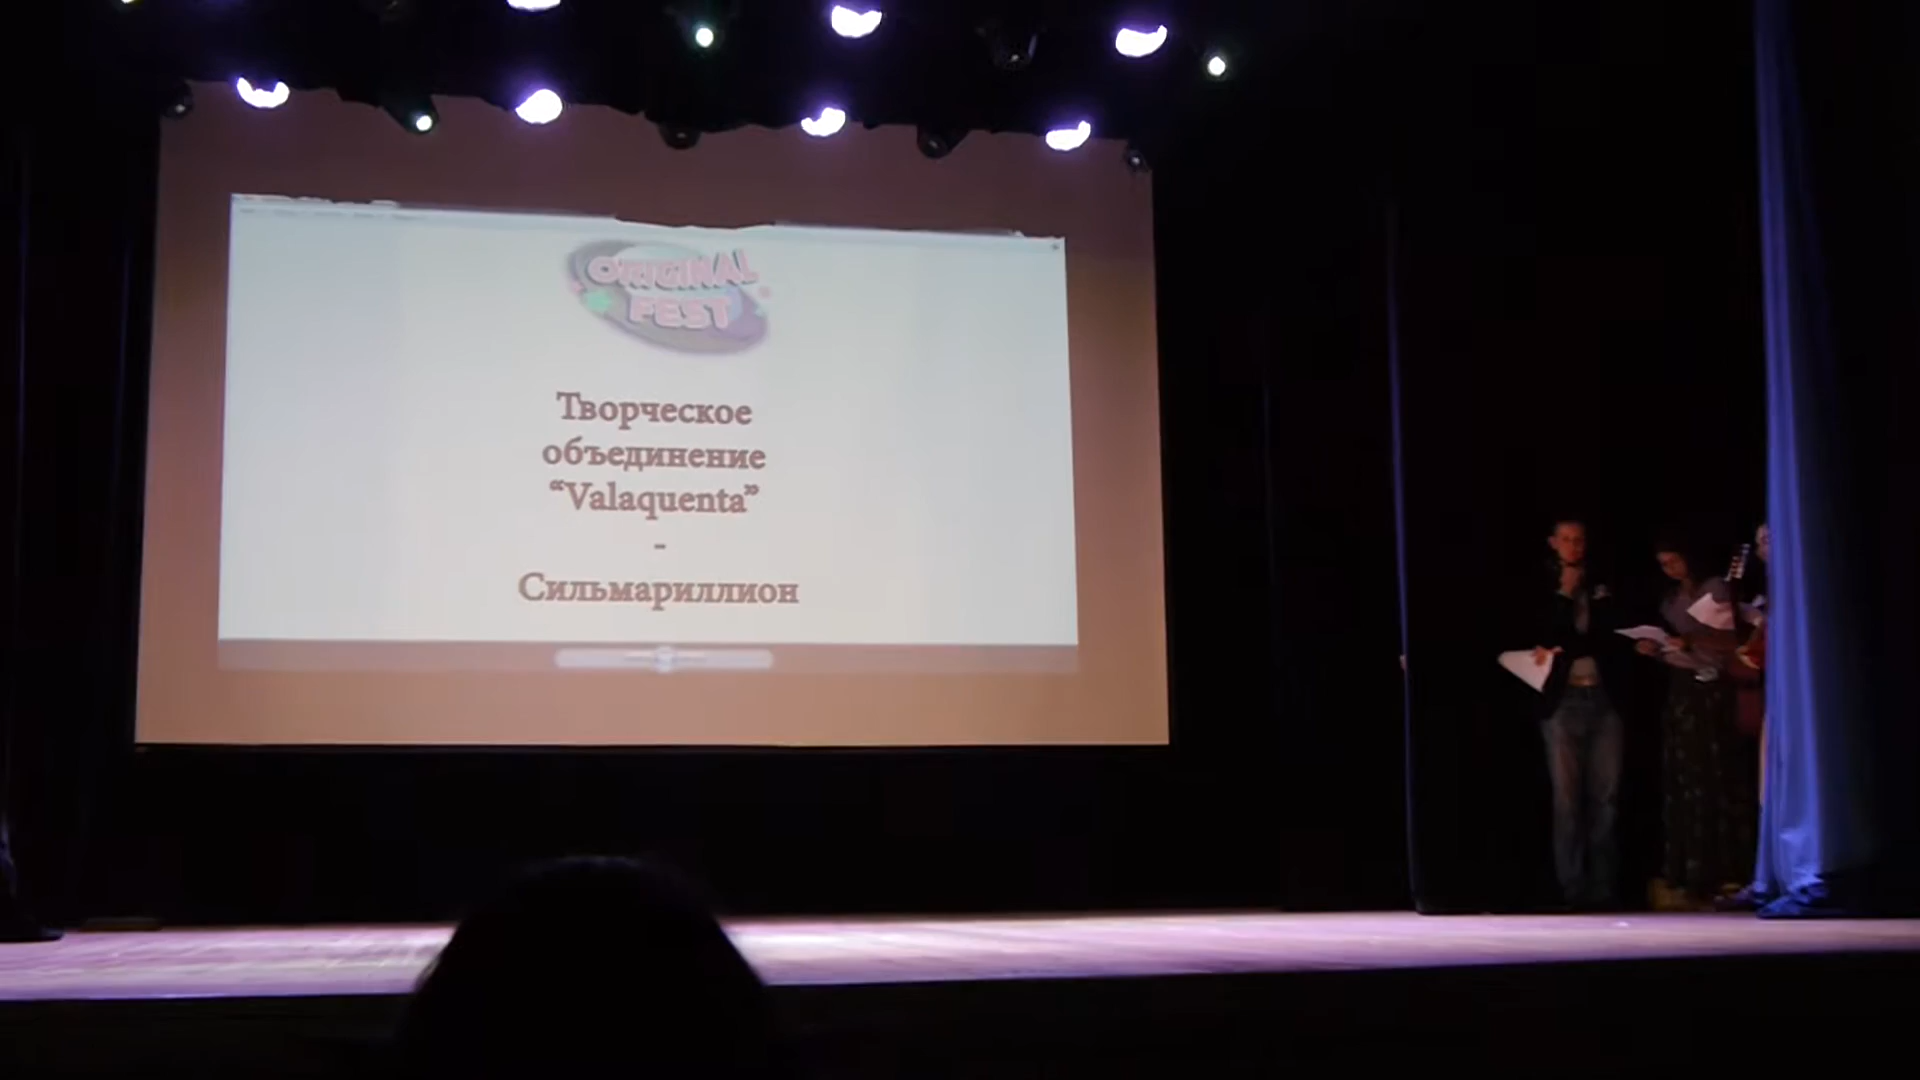 ORIGINAL
FEST
Творческое
объединение
“Valaquenta”
-
Сильмариллион